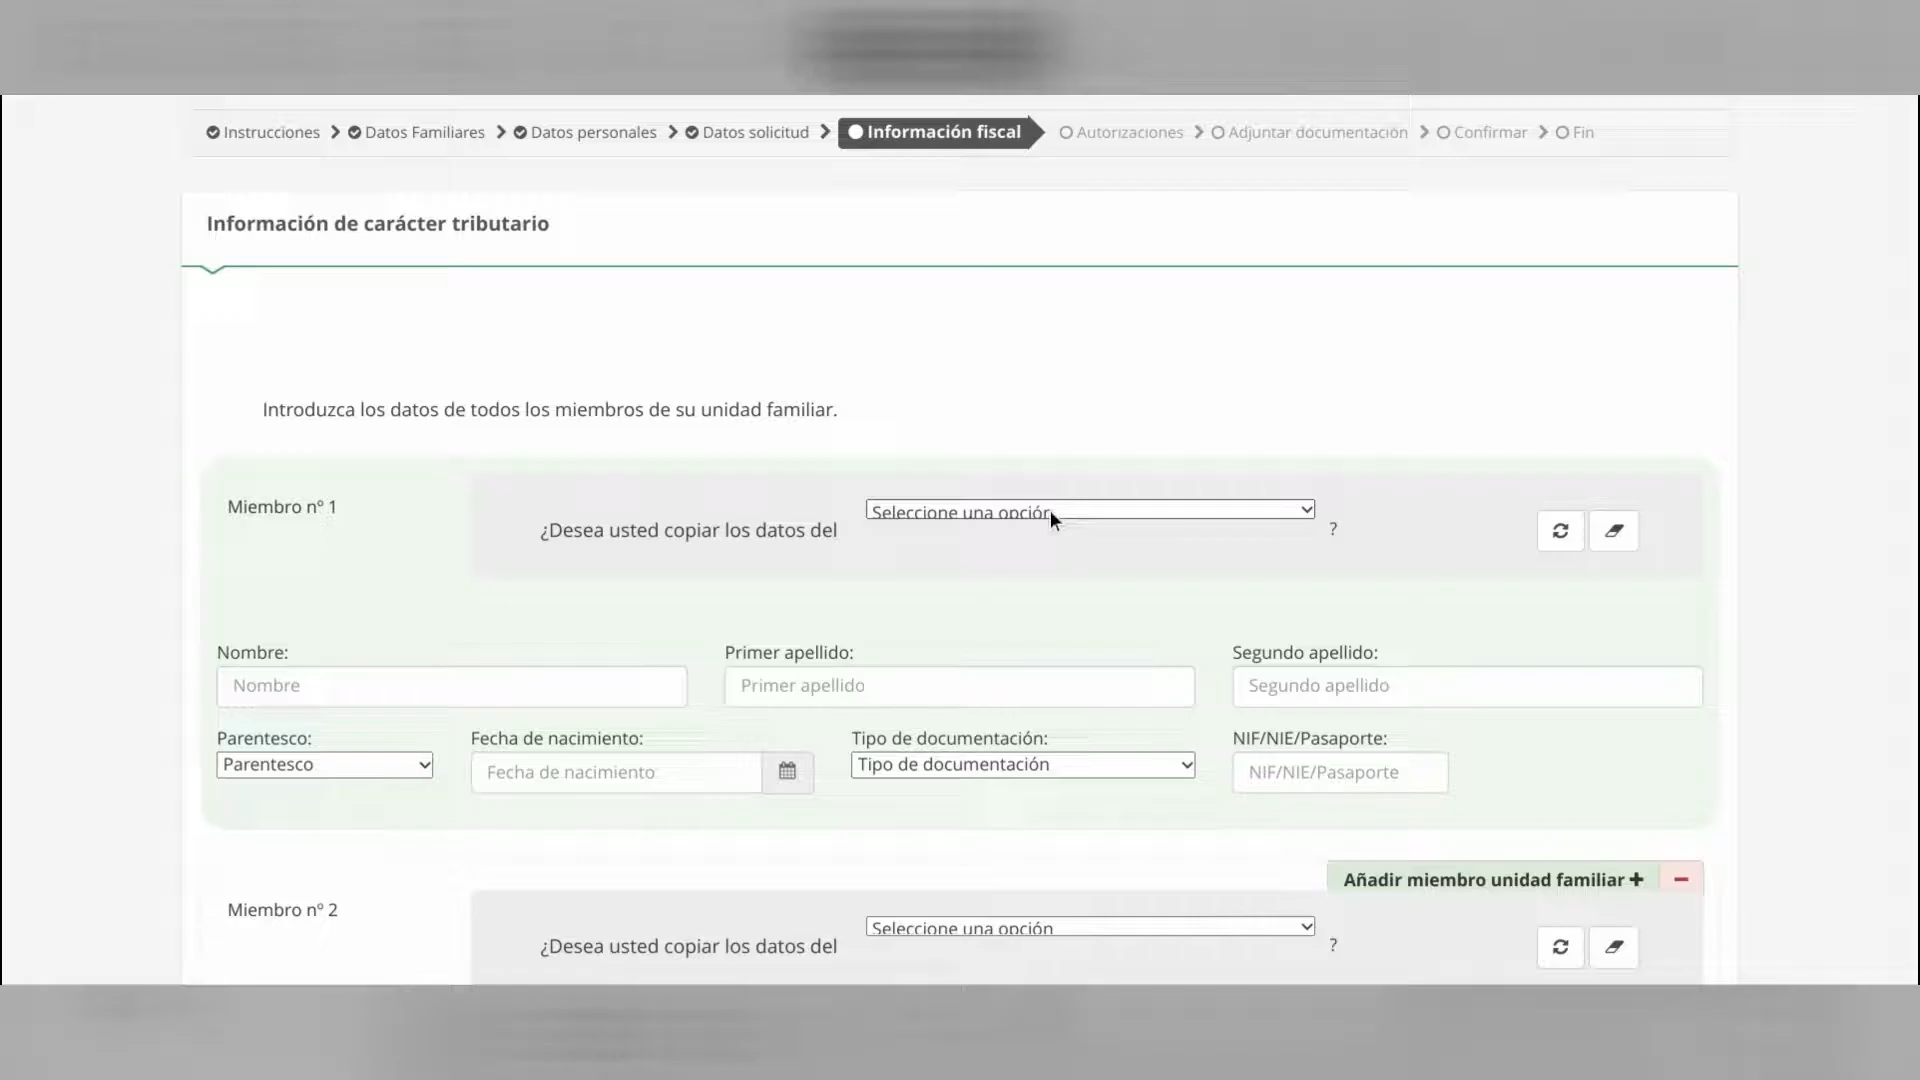 Instrucciones Datos Familiares Datos personales Datos solicitud Información fiscal Autorizaciones Adjuntar documentación Confirmar Fin
Información de carácter tributario
Introduzca los datos de todos los miembros de su unidad familiar.
Miembro nº 1
¿Desea usted copiar los datos del Seleccione una opción ?
Nombre: Primer apellido: Segundo apellido:
Nombre Primer apellido Segundo apellido
Parentesco: Fecha de nacimiento: Tipo de documentación: NIF/NIE/Pasaporte:
Parentesco Fecha de nacimiento Tipo de documentación NIF/NIE/Pasaporte
Añadir miembro unidad familiar
Miembro nº 2
¿Desea usted copiar los datos del Seleccione una opción ?